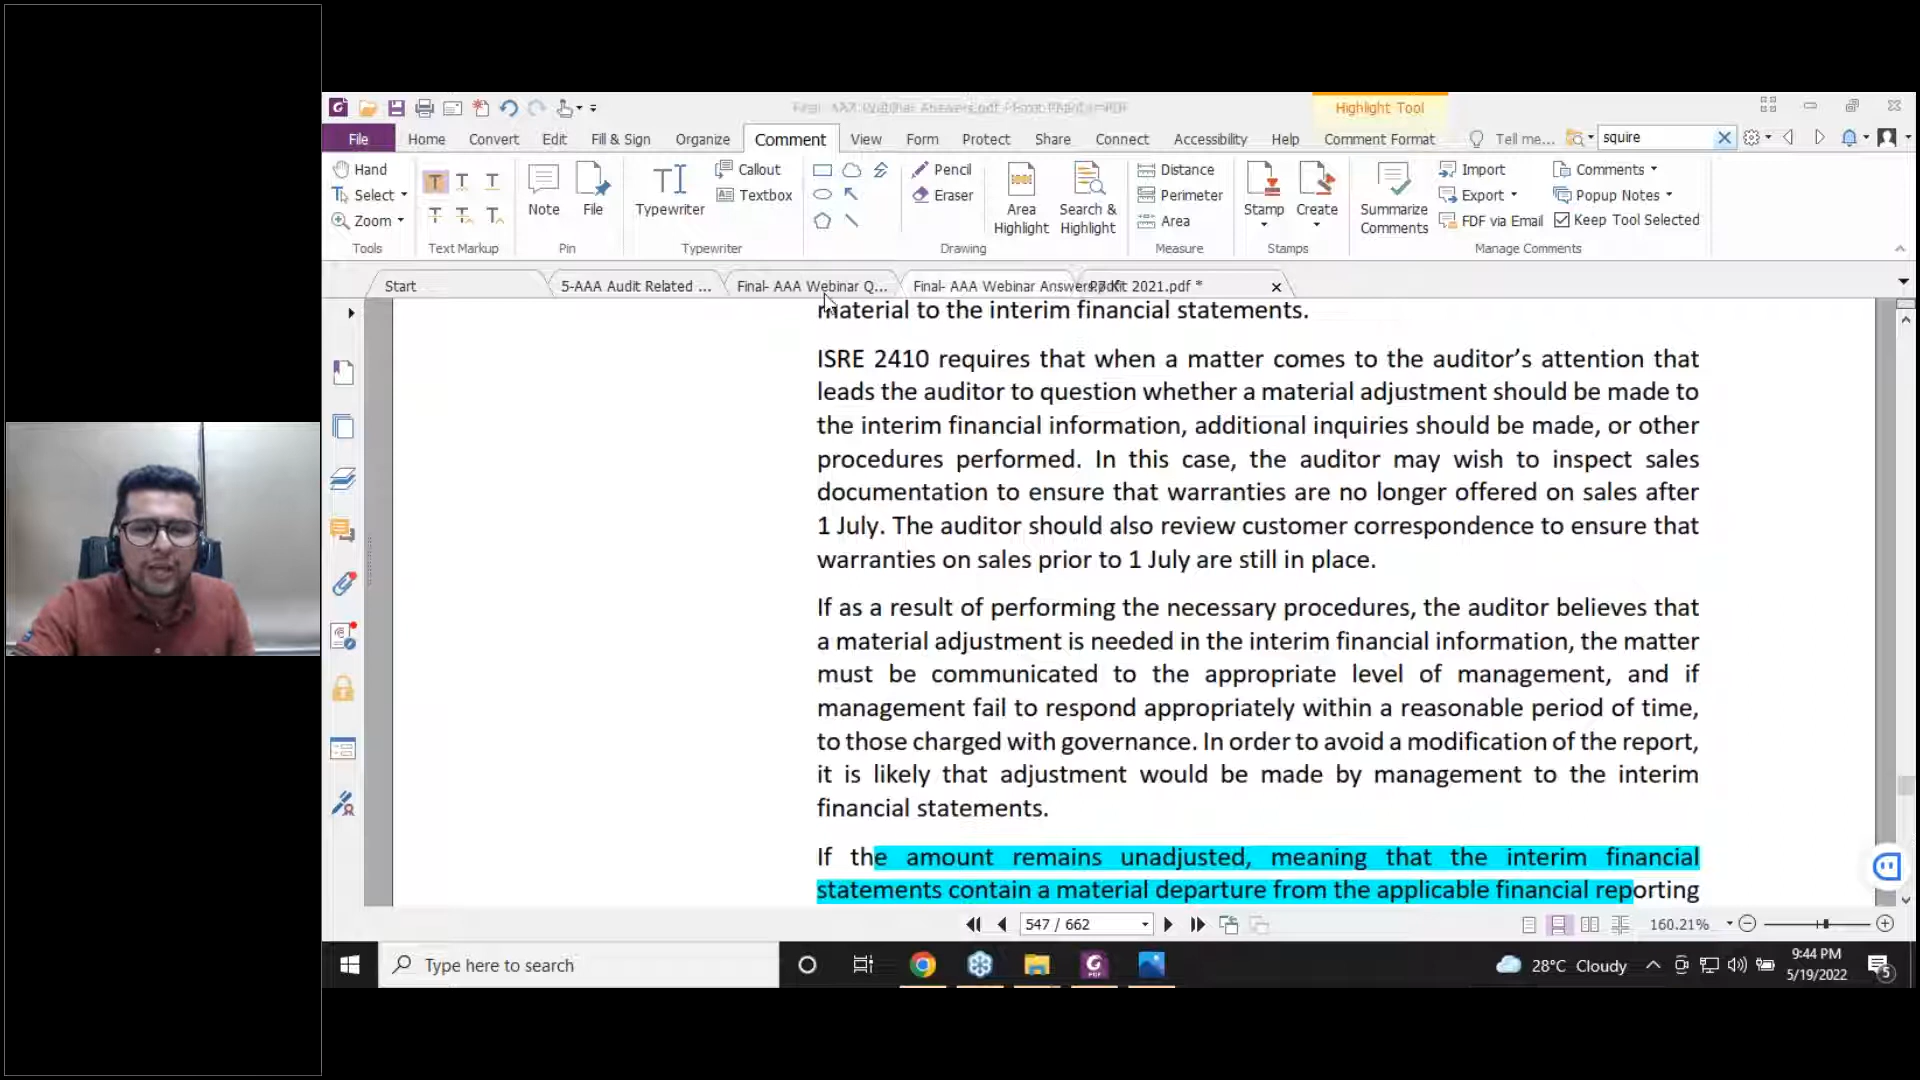 Final- AAA Webinar Answers.pdf * - Foxit PhantomPDF
Highlight Tool
File Home Convert Edit Fill & Sign Organize Comment View Form Protect Share Connect Accessibility Help Comment Format Tell me... squire
Hand
Select
Zoom
Tools
Text Markup
Note
File
Pin
Typewriter
Callout
Textbox
Typewriter
Pencil
Eraser
Area
Highlight
Search &
Highlight
Drawing
Distance
Perimeter
Area
Measure
Stamp
Create
Stamps
Summarize
Comments
Import
Export
FDF via Email
Comments
Popup Notes
Keep Tool Selected
Manage Comments
Start
5-AAA Audit Related ...
Final- AAA Webinar Q...
Final- AAA Webinar Answers.pdf *
P7 Kit 2021.pdf *
material to the interim financial statements.
ISRE 2410 requires that when a matter comes to the auditor’s attention that
leads the auditor to question whether a material adjustment should be made to
the interim financial information, additional inquiries should be made, or other
procedures performed. In this case, the auditor may wish to inspect sales
documentation to ensure that warranties are no longer offered on sales after
1 July. The auditor should also review customer correspondence to ensure that
warranties on sales prior to 1 July are still in place.
If as a result of performing the necessary procedures, the auditor believes that
a material adjustment is needed in the interim financial information, the matter
must be communicated to the appropriate level of management, and if
management fail to respond appropriately within a reasonable period of time,
to those charged with governance. In order to avoid a modification of the report,
it is likely that adjustment would be made by management to the interim
financial statements.
If the amount remains unadjusted, meaning that the interim financial
statements contain a material departure from the applicable financial reporting
547 / 662
160.21%
Type here to search
28°C Cloudy
9:44 PM
5/19/2022
5